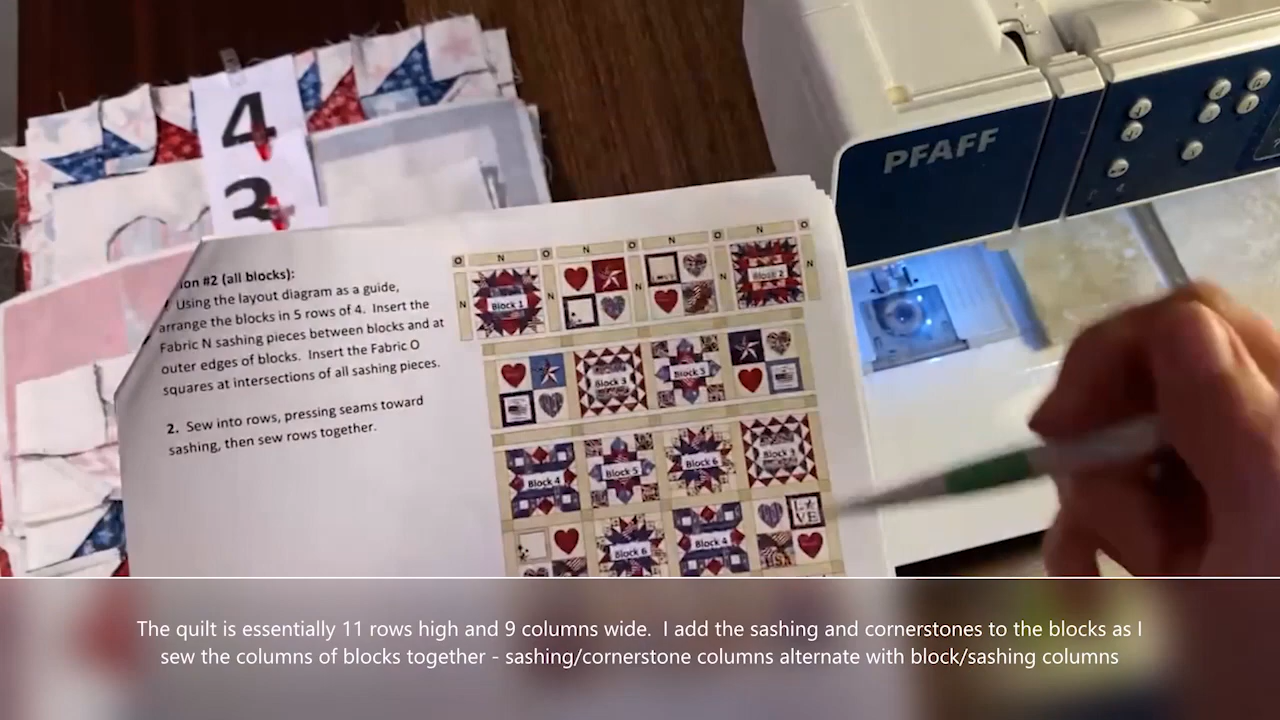 4
3
PFAFF
ion #2 (all blocks):
Using the layout diagram as a guide,
arrange the blocks in 5 rows of 4. Insert the
Fabric N sashing pieces between blocks and at
outer edges of blocks. Insert the Fabric O
squares at intersections of all sashing pieces.
2. Sew into rows, pressing seams toward
sashing, then sew rows together.
O N O N O N O N O
N Block 1 N N N Block 2 N
Block 3 Block 5
Block 4 Block 5 Block 6 Block 3
LOVE
Block 6 Block 4
USA
The quilt is essentially 11 rows high and 9 columns wide. I add the sashing and cornerstones to the blocks as I
sew the columns of blocks together - sashing/cornerstone columns alternate with block/sashing columns